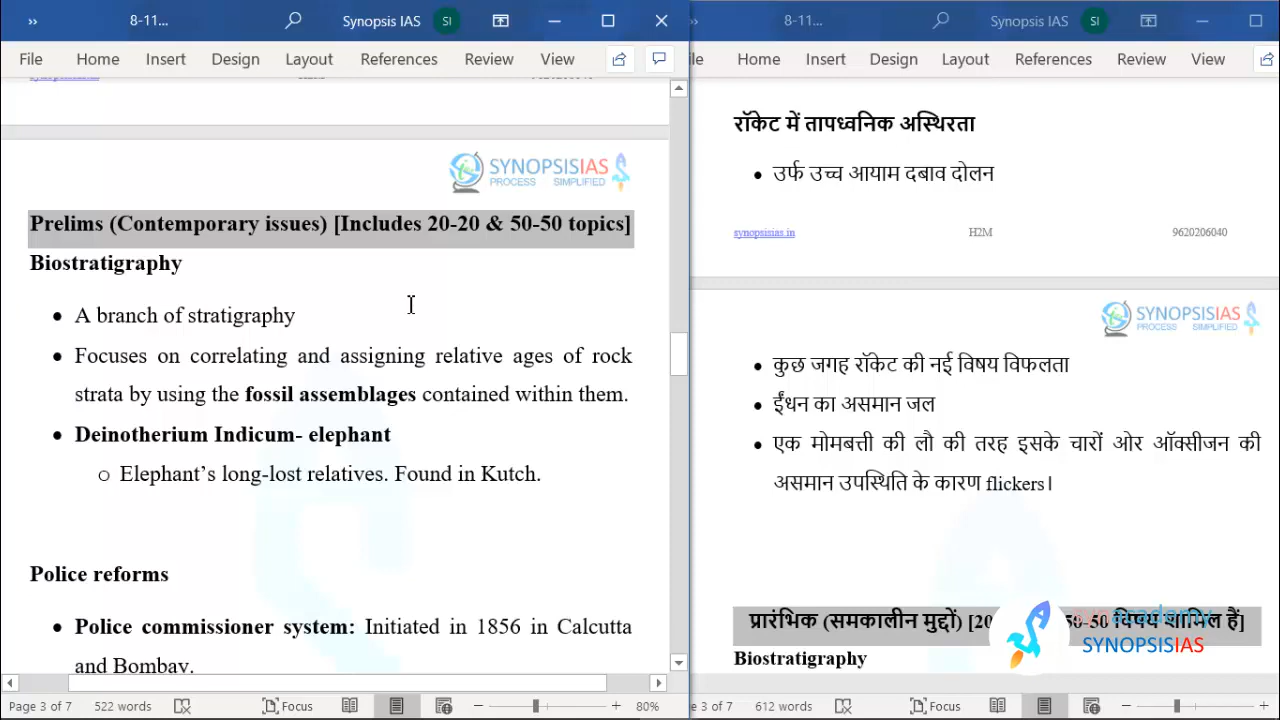 8-11...
Synopsis IAS
SI
File Home Insert Design Layout References Review View
SYNOPSISIAS
PROCESS SIMPLIFIED
Prelims (Contemporary issues) [Includes 20-20 & 50-50 topics]
Biostratigraphy
• A branch of stratigraphy
• Focuses on correlating and assigning relative ages of rock
strata by using the fossil assemblages contained within them.
• Deinotherium Indicum- elephant
o Elephant's long-lost relatives. Found in Kutch.
Police reforms
• Police commissioner system: Initiated in 1856 in Calcutta
and Bombay.
Page 3 of 7 522 words Focus 80%
8-11...
Synopsis IAS
SI
le Home Insert Design Layout References Review View
रॉकेट में तापध्वनिक अस्थिरता
• उर्फ उच्च आयाम दबाव दोलन
synopsisias.in H2M 9620206040
SYNOPSISIAS
PROCESS SIMPLIFIED
• कुछ जगह रॉकेट की नई विषय विफलता
• ईंधन का असमान जल
• एक मोमबत्ती की लौ की तरह इसके चारों ओर ऑक्सीजन की
असमान उपस्थिति के कारण flickers।
प्रारंभिक (समकालीन मुद्दों) [20 50-50 विषय शामिल हैं]
synacademy
SYNOPSISIAS
Biostratigraphy
3 of 7 612 words Focus